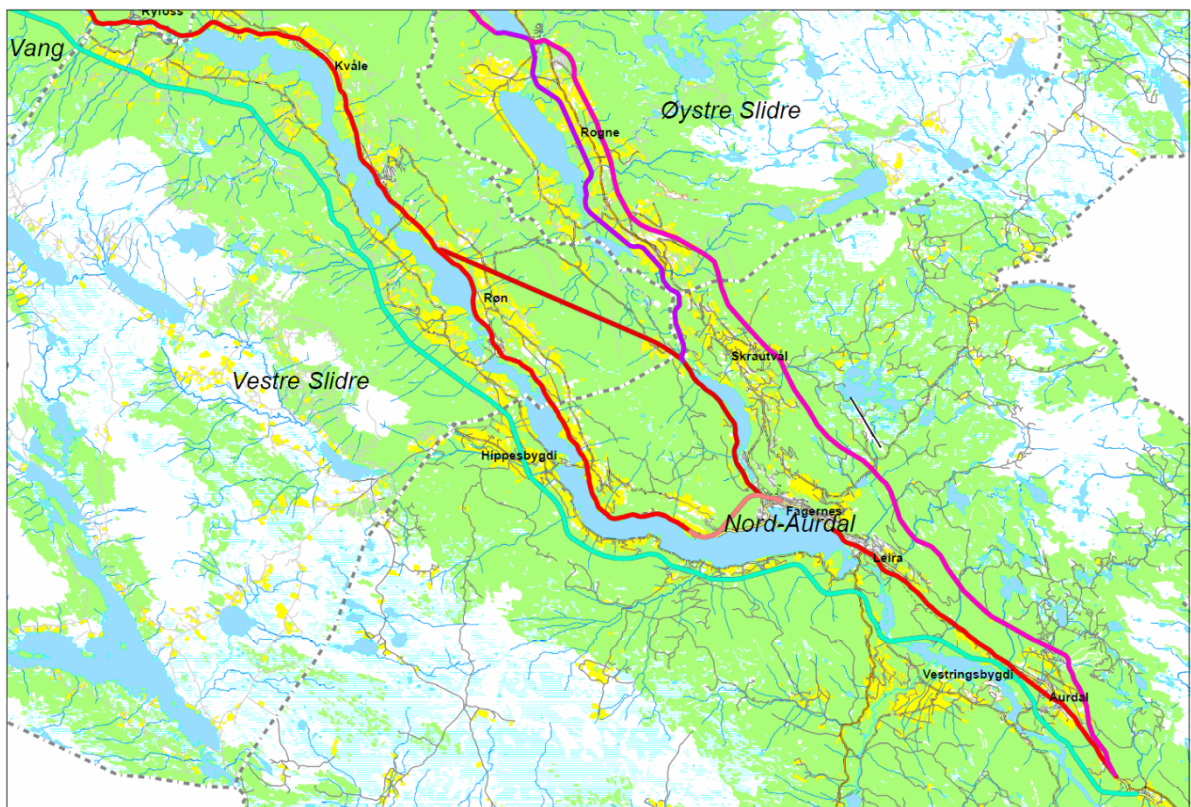 Ryfoss
Vang
Kvåle
Øystre Slidre
Rogne
Røn
Skrautvål
Vestre Slidre
Hippesbygdi
Fagernes
Nord-Aurdal
Leira
Vestringsbygdi
Aurdal